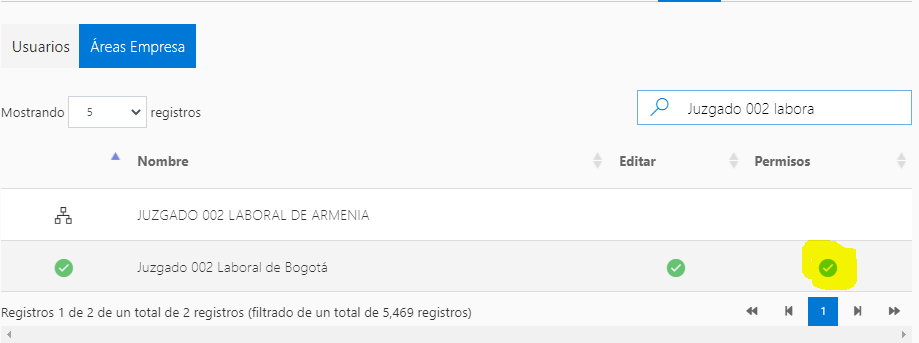 Usuarios Áreas Empresa
Mostrando 5 registros Juzgado 002 labora
Nombre Editar Permisos
JUZGADO 002 LABORAL DE ARMENIA
Juzgado 002 Laboral de Bogotá
Registros 1 de 2 de un total de 2 registros (filtrado de un total de 5,469 registros) 1